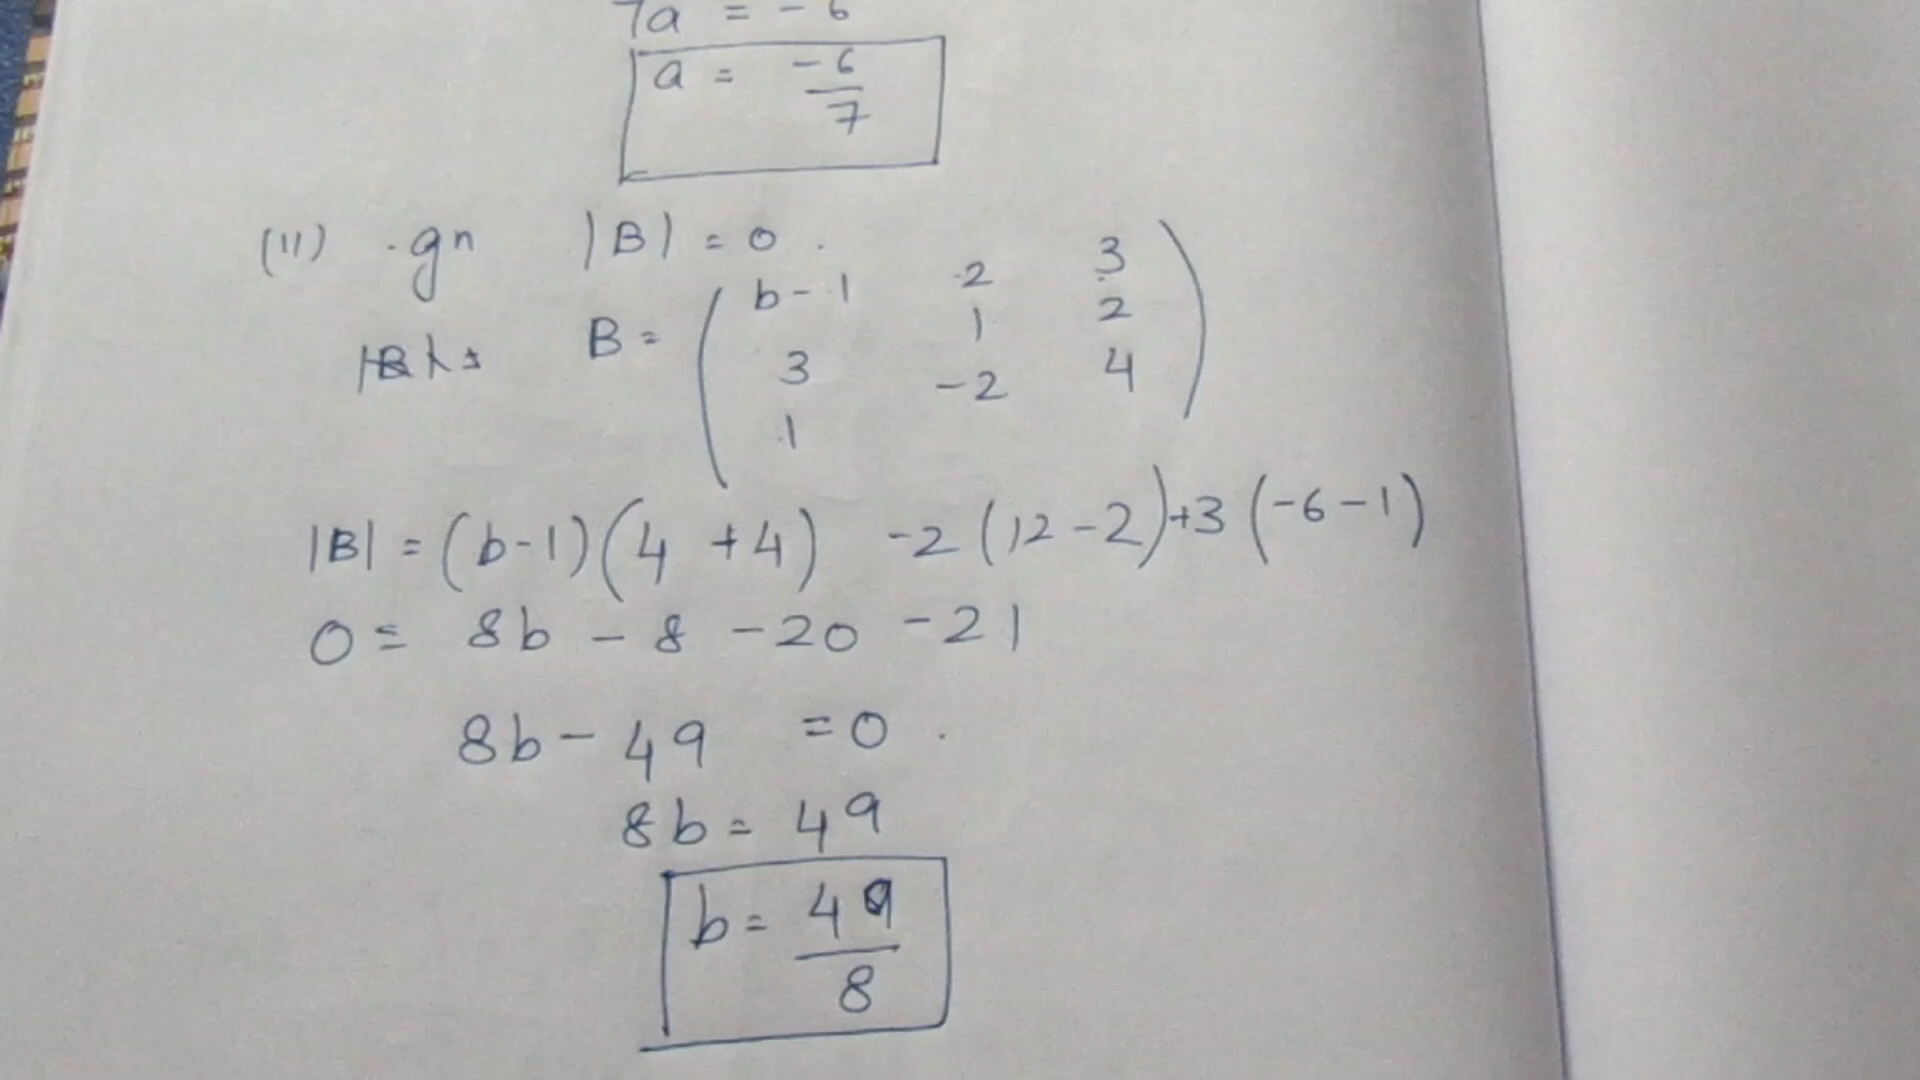 7a = - 6
a = -6/7
(11) . gn |B| = 0 .
B = ( b-1 2 3
3 1 2
1 -2 4 )
|B| = (b-1)(4 +4) -2(12-2)+3(-6-1)
0 = 8b - 8 - 20 - 21
8b - 49 = 0 .
8b = 49
b = 49/8